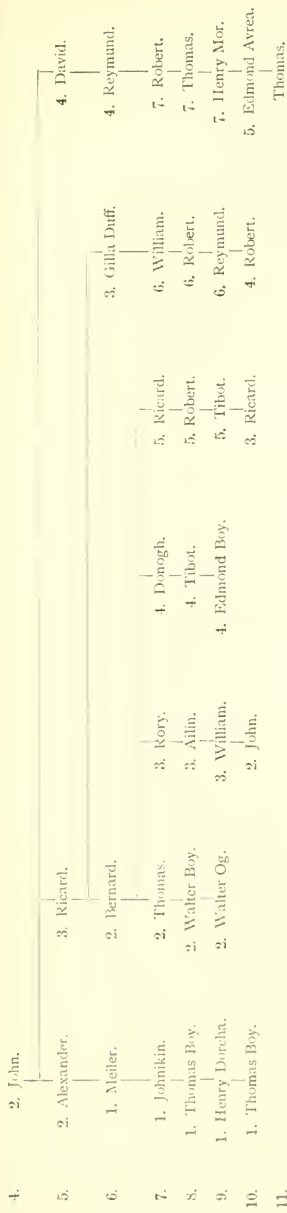 4. 2. John.
5. 2. Alexander. 3. Ricard. 4. David.
6. 1. Meiler. 2. Bernard. 3. Gilla Duff. 4. Reymund.
7. 1. Johnikin. 2. Thomas. 3. Rory. 4. Donogh. 5. Ricard. 6. William. 7. Robert.
8. 1. Thomas Boy. 2. Walter Boy. 3. Ailin. 4. Tibot. 5. Robert. 6. Robert. 7. Thomas.
9. 1. Henry Dorcha. 2. Walter Og. 3. William. 4. Edmond Boy. 5. Tibot. 6. Reymund. 7. Henry Mor.
10. 1. Thomas Boy. 2. John. 3. Ricard. 4. Robert. 5. Edmond Avrea.
11. Thomas.